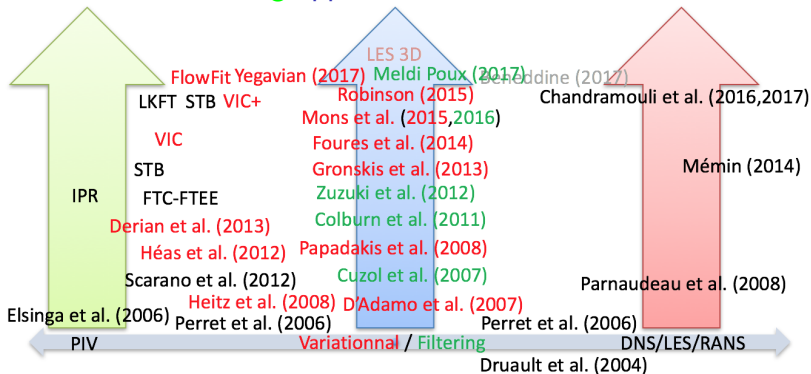 LES 3D
FlowFit Yegavian (2017) Meldi Poux (2017) Beneddine (2017)
LKFT STB VIC+ Robinson (2015) Chandramouli et al. (2016,2017)
Mons et al. (2015,2016)
VIC Foures et al. (2014)
STB Gronskis et al. (2013) Mémin (2014)
IPR FTC-FTEE Zuzuki et al. (2012)
Derian et al. (2013) Colburn et al. (2011)
Héas et al. (2012) Papadakis et al. (2008)
Scarano et al. (2012) Cuzol et al. (2007) Parnaudeau et al. (2008)
Heitz et al. (2008) D'Adamo et al. (2007)
Elsinga et al. (2006) Perret et al. (2006) Perret et al. (2006)
PIV Variationnal / Filtering DNS/LES/RANS
Druault et al. (2004)